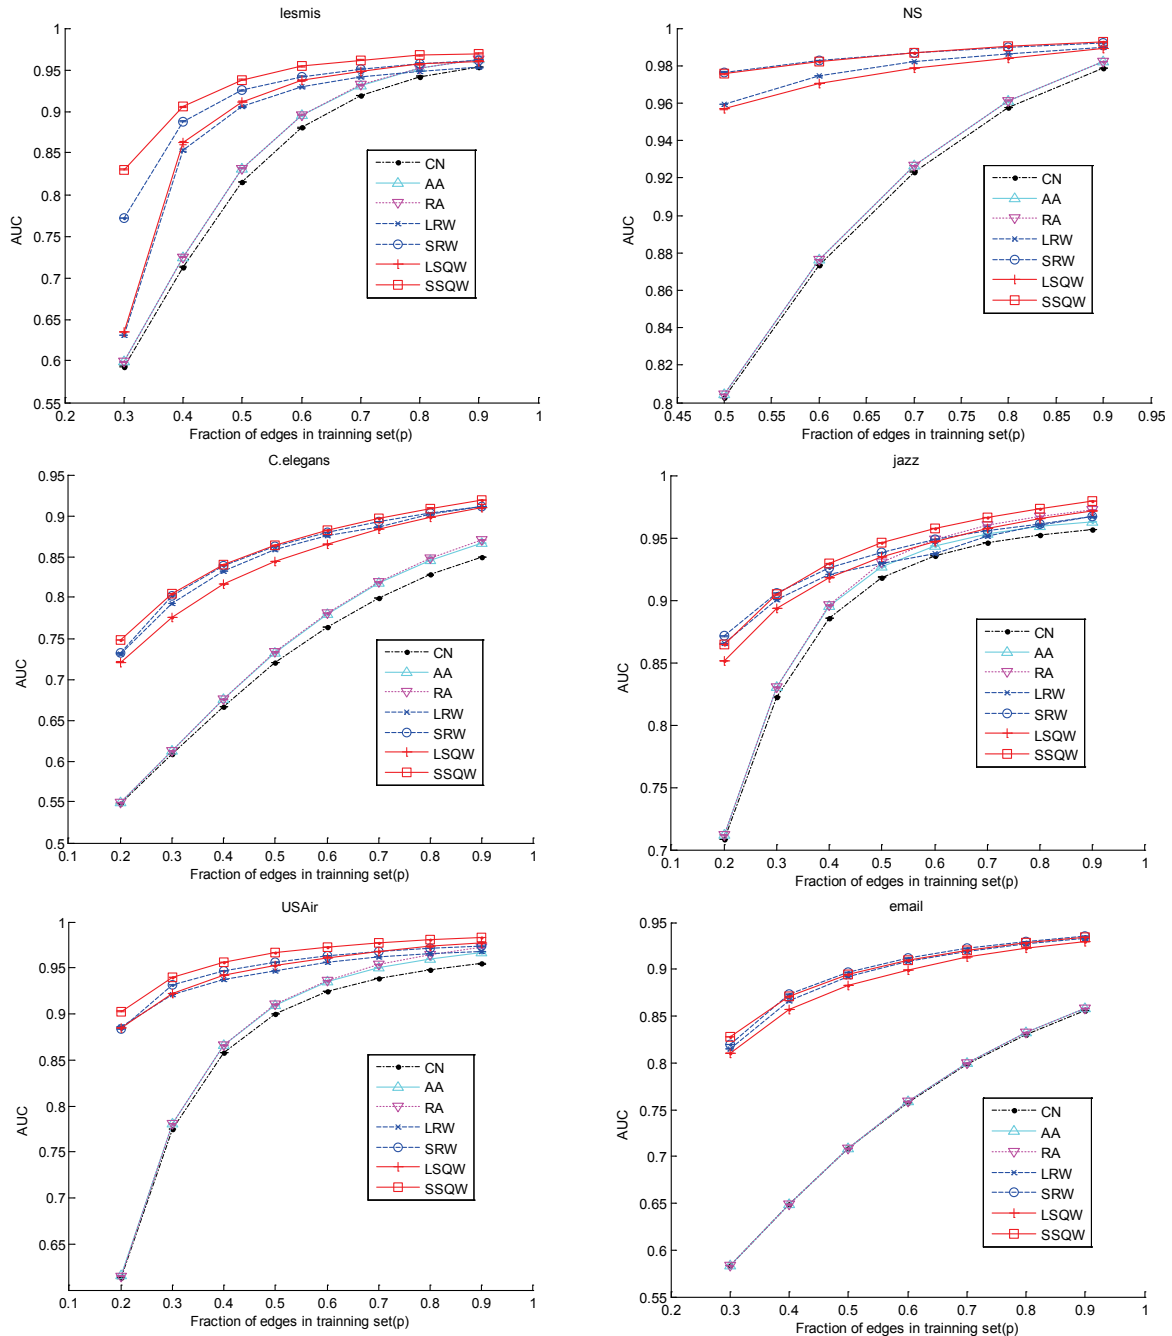 lesmis
1
0.95
0.9
0.85
0.8
0.75
0.7
0.65
0.6
0.55
AUC
0.2 0.3 0.4 0.5 0.6 0.7 0.8 0.9 1
Fraction of edges in trainning set(p)
CN
AA
RA
LRW
SRW
LSQW
SSQW
NS
1
0.98
0.96
0.94
0.92
0.9
0.88
0.86
0.84
0.82
0.8
AUC
0.45 0.5 0.55 0.6 0.65 0.7 0.75 0.8 0.85 0.9 0.95
Fraction of edges in trainning set(p)
CN
AA
RA
LRW
SRW
LSQW
SSQW
C.elegans
0.95
0.9
0.85
0.8
0.75
0.7
0.65
0.6
0.55
0.5
AUC
0.1 0.2 0.3 0.4 0.5 0.6 0.7 0.8 0.9 1
Fraction of edges in trainning set(p)
CN
AA
RA
LRW
SRW
LSQW
SSQW
jazz
1
0.95
0.9
0.85
0.8
0.75
0.7
AUC
0.1 0.2 0.3 0.4 0.5 0.6 0.7 0.8 0.9 1
Fraction of edges in trainning set(p)
CN
AA
RA
LRW
SRW
LSQW
SSQW
USAir
1
0.95
0.9
0.85
0.8
0.75
0.7
0.65
AUC
0.1 0.2 0.3 0.4 0.5 0.6 0.7 0.8 0.9 1
Fraction of edges in trainning set(p)
CN
AA
RA
LRW
SRW
LSQW
SSQW
email
0.95
0.9
0.85
0.8
0.75
0.7
0.65
0.6
0.55
AUC
0.2 0.3 0.4 0.5 0.6 0.7 0.8 0.9 1
Fraction of edges in trainning set(p)
CN
AA
RA
LRW
SRW
LSQW
SSQW